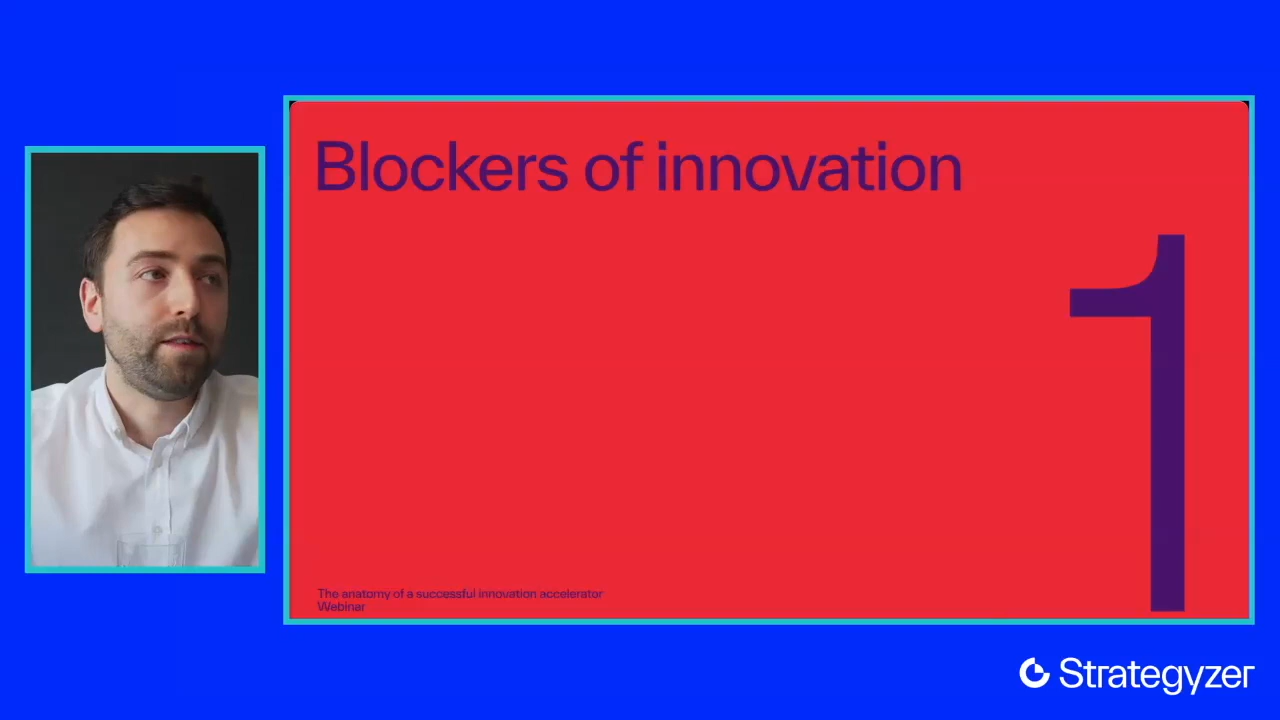 Blockers of innovation
1
The anatomy of a successful innovation accelerator
Webinar
Strategyzer